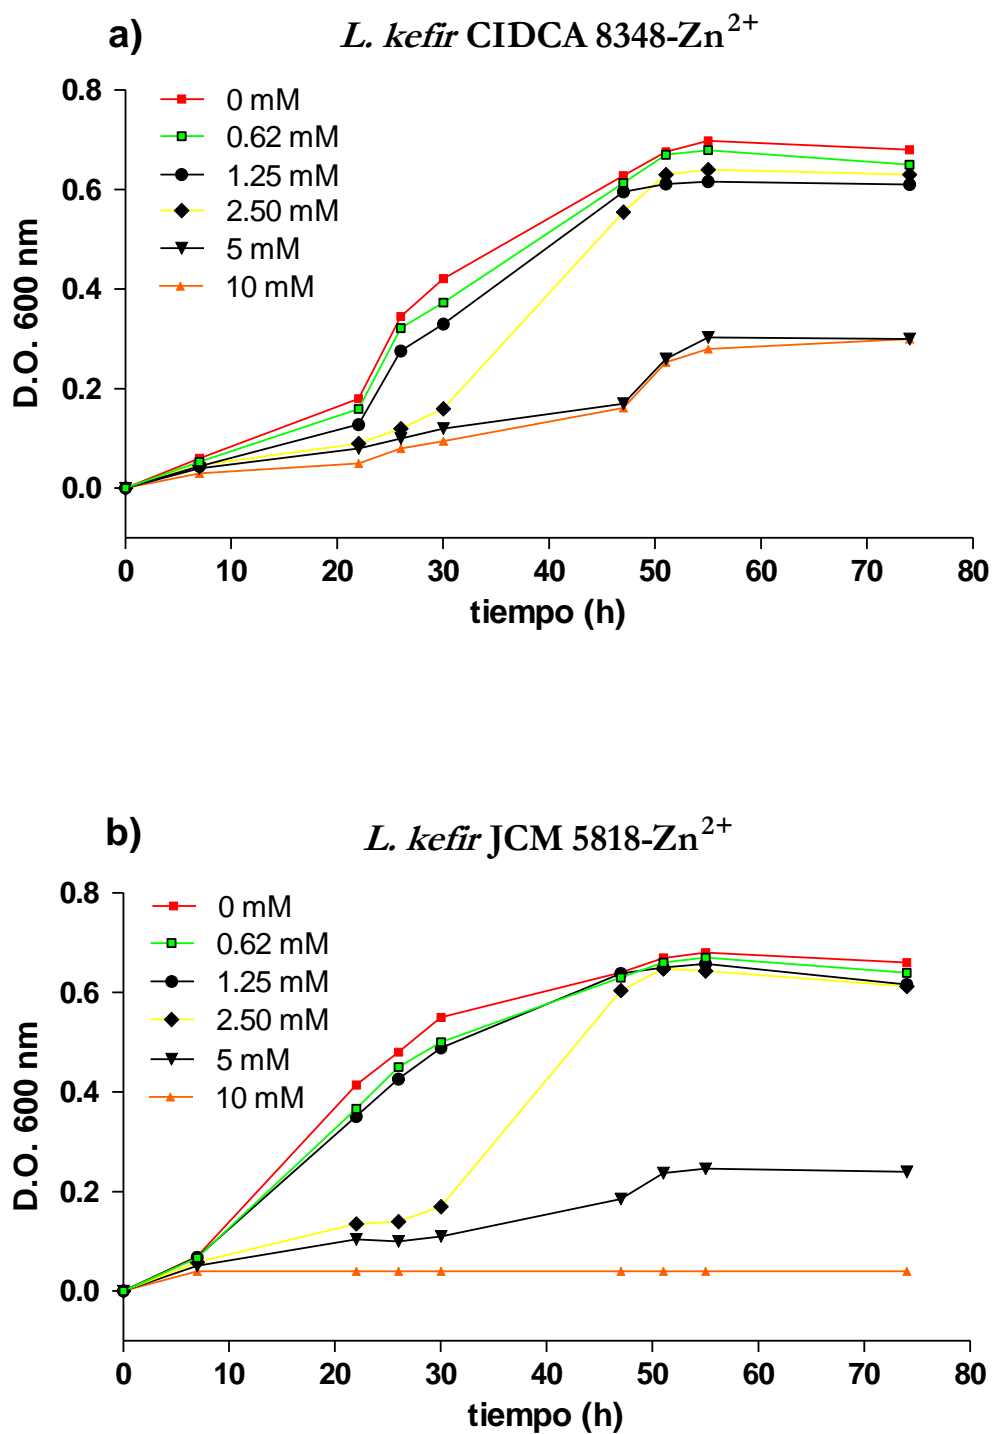 a)
L. kefir CIDCA 8348-Zn2+
0.8
0.6
0.4
0.2
0.0
D.O. 600 nm
0 mM
0.62 mM
1.25 mM
2.50 mM
5 mM
10 mM
0 10 20 30 40 50 60 70 80
tiempo (h)
b)
L. kefir JCM 5818-Zn2+
0.8
0.6
0.4
0.2
0.0
D.O. 600 nm
0 mM
0.62 mM
1.25 mM
2.50 mM
5 mM
10 mM
0 10 20 30 40 50 60 70 80
tiempo (h)